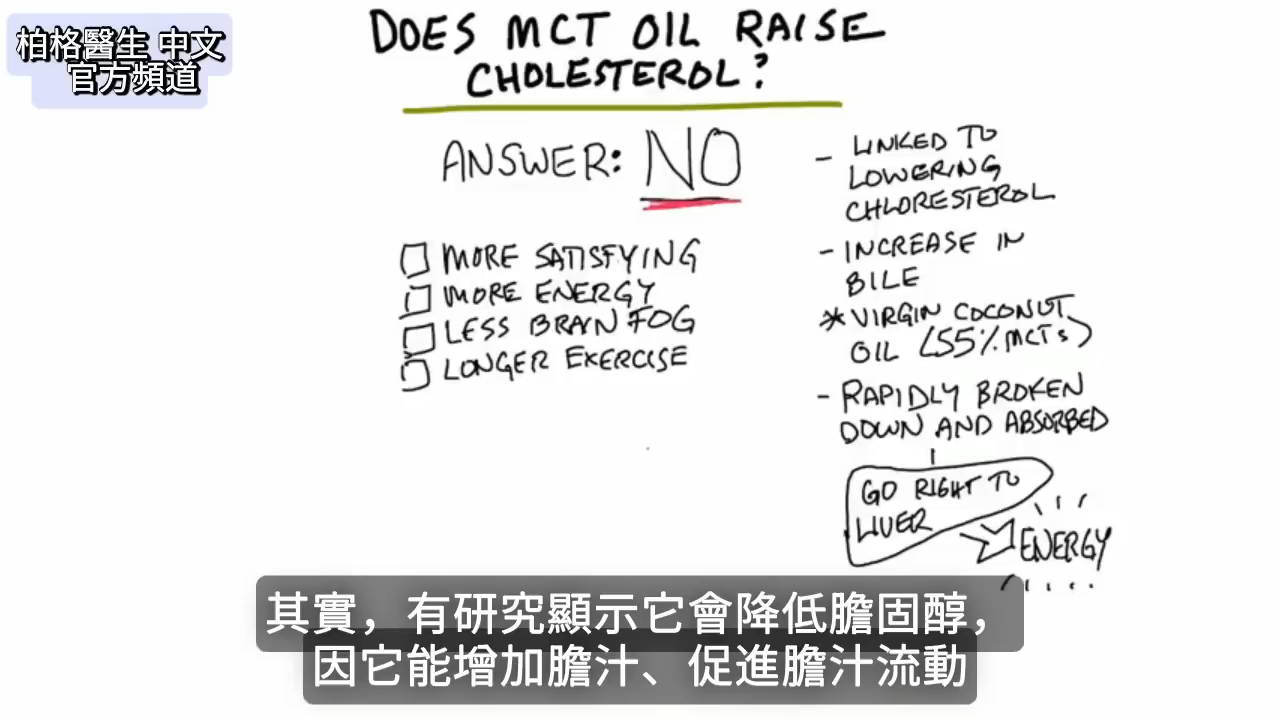 柏格醫生 中文
官方頻道
DOES MCT OIL RAISE
CHOLESTEROL?
ANSWER: NO
MORE SATISFYING
MORE ENERGY
LESS BRAIN FOG
LONGER EXERCISE
- LINKED TO
LOWERING
CHLORESTEROL
- INCREASE IN
BILE
* VIRGIN COCONUT
OIL (55% MCTs)
- RAPIDLY BROKEN
DOWN AND ABSORBED
GO RIGHT TO
LIVER
ENERGY
其實，有研究顯示它會降低膽固醇，
因它能增加膽汁、促進膽汁流動